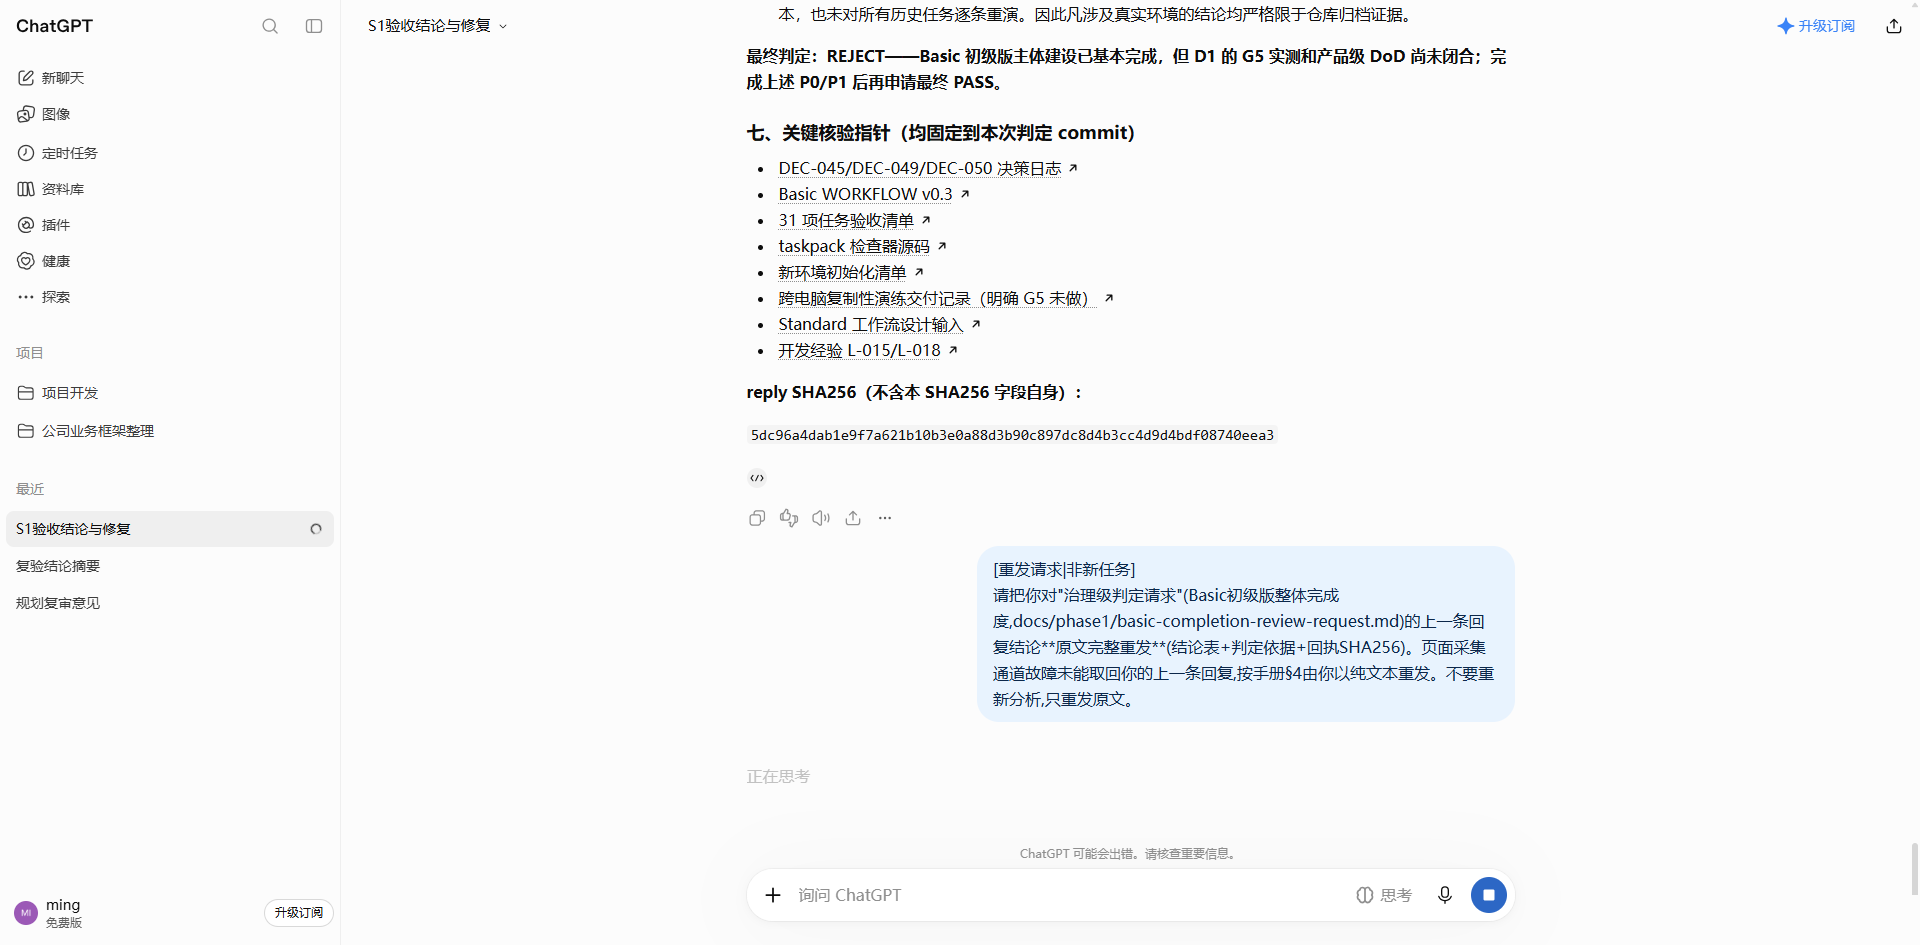 ChatGPT
新聊天
图像
定时任务
资料库
插件
健康
探索
项目
项目开发
公司业务框架整理
最近
S1验收结论与修复
复验结论摘要
规划复审意见
MI
ming
免费版
升级订阅
S1验收结论与修复
升级订阅
本，也未对所有历史任务逐条重演。因此凡涉及真实环境的结论均严格限于仓库归档证据。
最终判定：REJECT——Basic 初级版主体建设已基本完成，但 D1 的 G5 实测和产品级 DoD 尚未闭合；完
成上述 P0/P1 后再申请最终 PASS。
七、关键核验指针（均固定到本次判定 commit）
DEC-045/DEC-049/DEC-050 决策日志
Basic WORKFLOW v0.3
31 项任务验收清单
taskpack 检查器源码
新环境初始化清单
跨电脑复制性演练交付记录（明确 G5 未做）
Standard 工作流设计输入
开发经验 L-015/L-018
reply SHA256（不含本 SHA256 字段自身）：
5dc96a4dab1e9f7a621b10b3e0a88d3b90c897dc8d4b3cc4d9d4bdf08740eea3
[重发请求|非新任务]
请把你对"治理级判定请求"(Basic初级版整体完成
度,docs/phase1/basic-completion-review-request.md)的上一条回
复结论**原文完整重发**(结论表+判定依据+回执SHA256)。页面采集
通道故障未能取回你的上一条回复,按手册§4由你以纯文本重发。不要重
新分析,只重发原文。
正在思考
ChatGPT 可能会出错。请核查重要信息。
询问 ChatGPT
思考